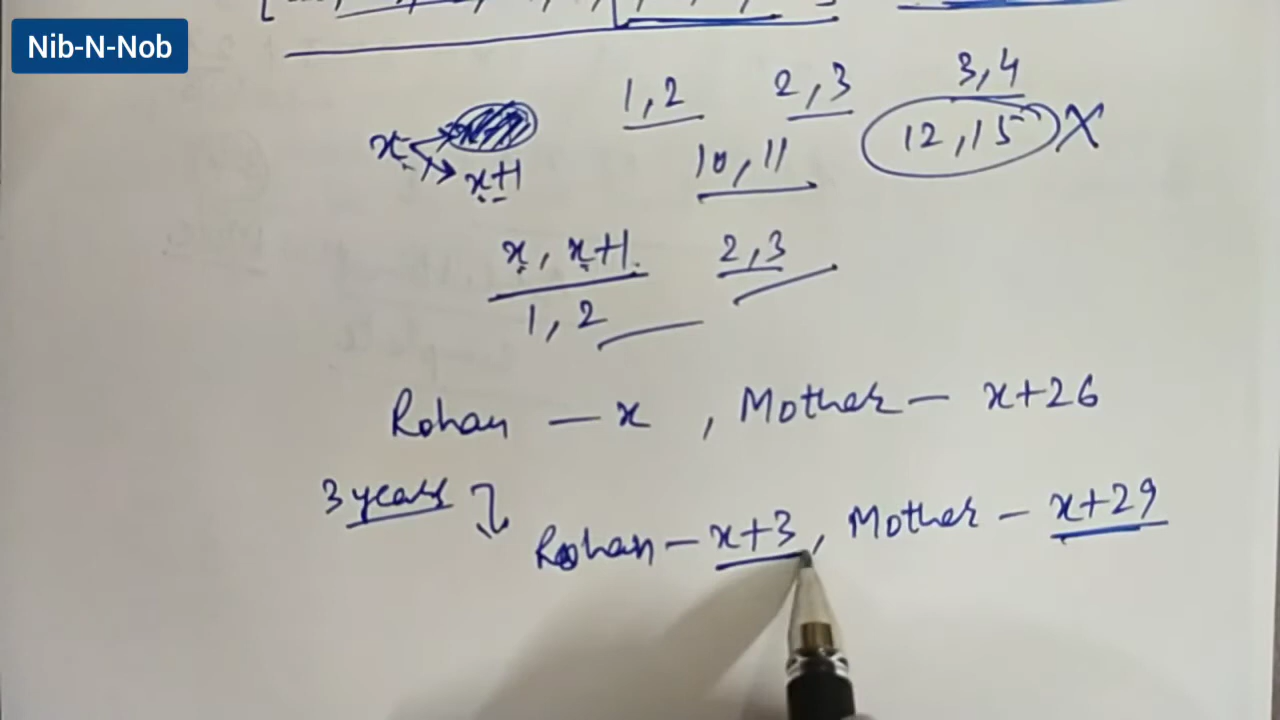 Nib-N-Nob
1, 2 2, 3 3, 4
x x+1 10, 11 12, 15 X
x, x+1. 2, 3
1, 2
Rohan — x , Mother — x+26
3 years
Rohan — x+3 , Mother — x+29